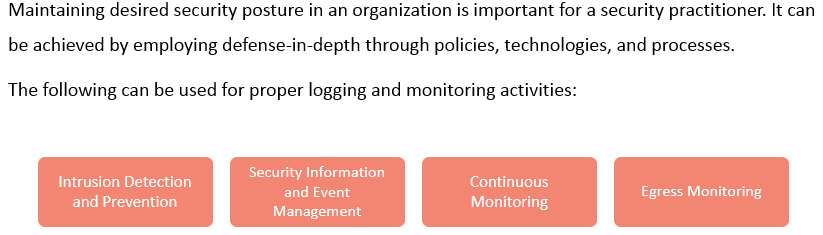 Maintaining desired security posture in an organization is important for a security practitioner. It can
be achieved by employing defense-in-depth through policies, technologies, and processes.
The following can be used for proper logging and monitoring activities:
Intrusion Detection
and Prevention
Security Information
and Event
Management
Continuous
Monitoring
Egress Monitoring